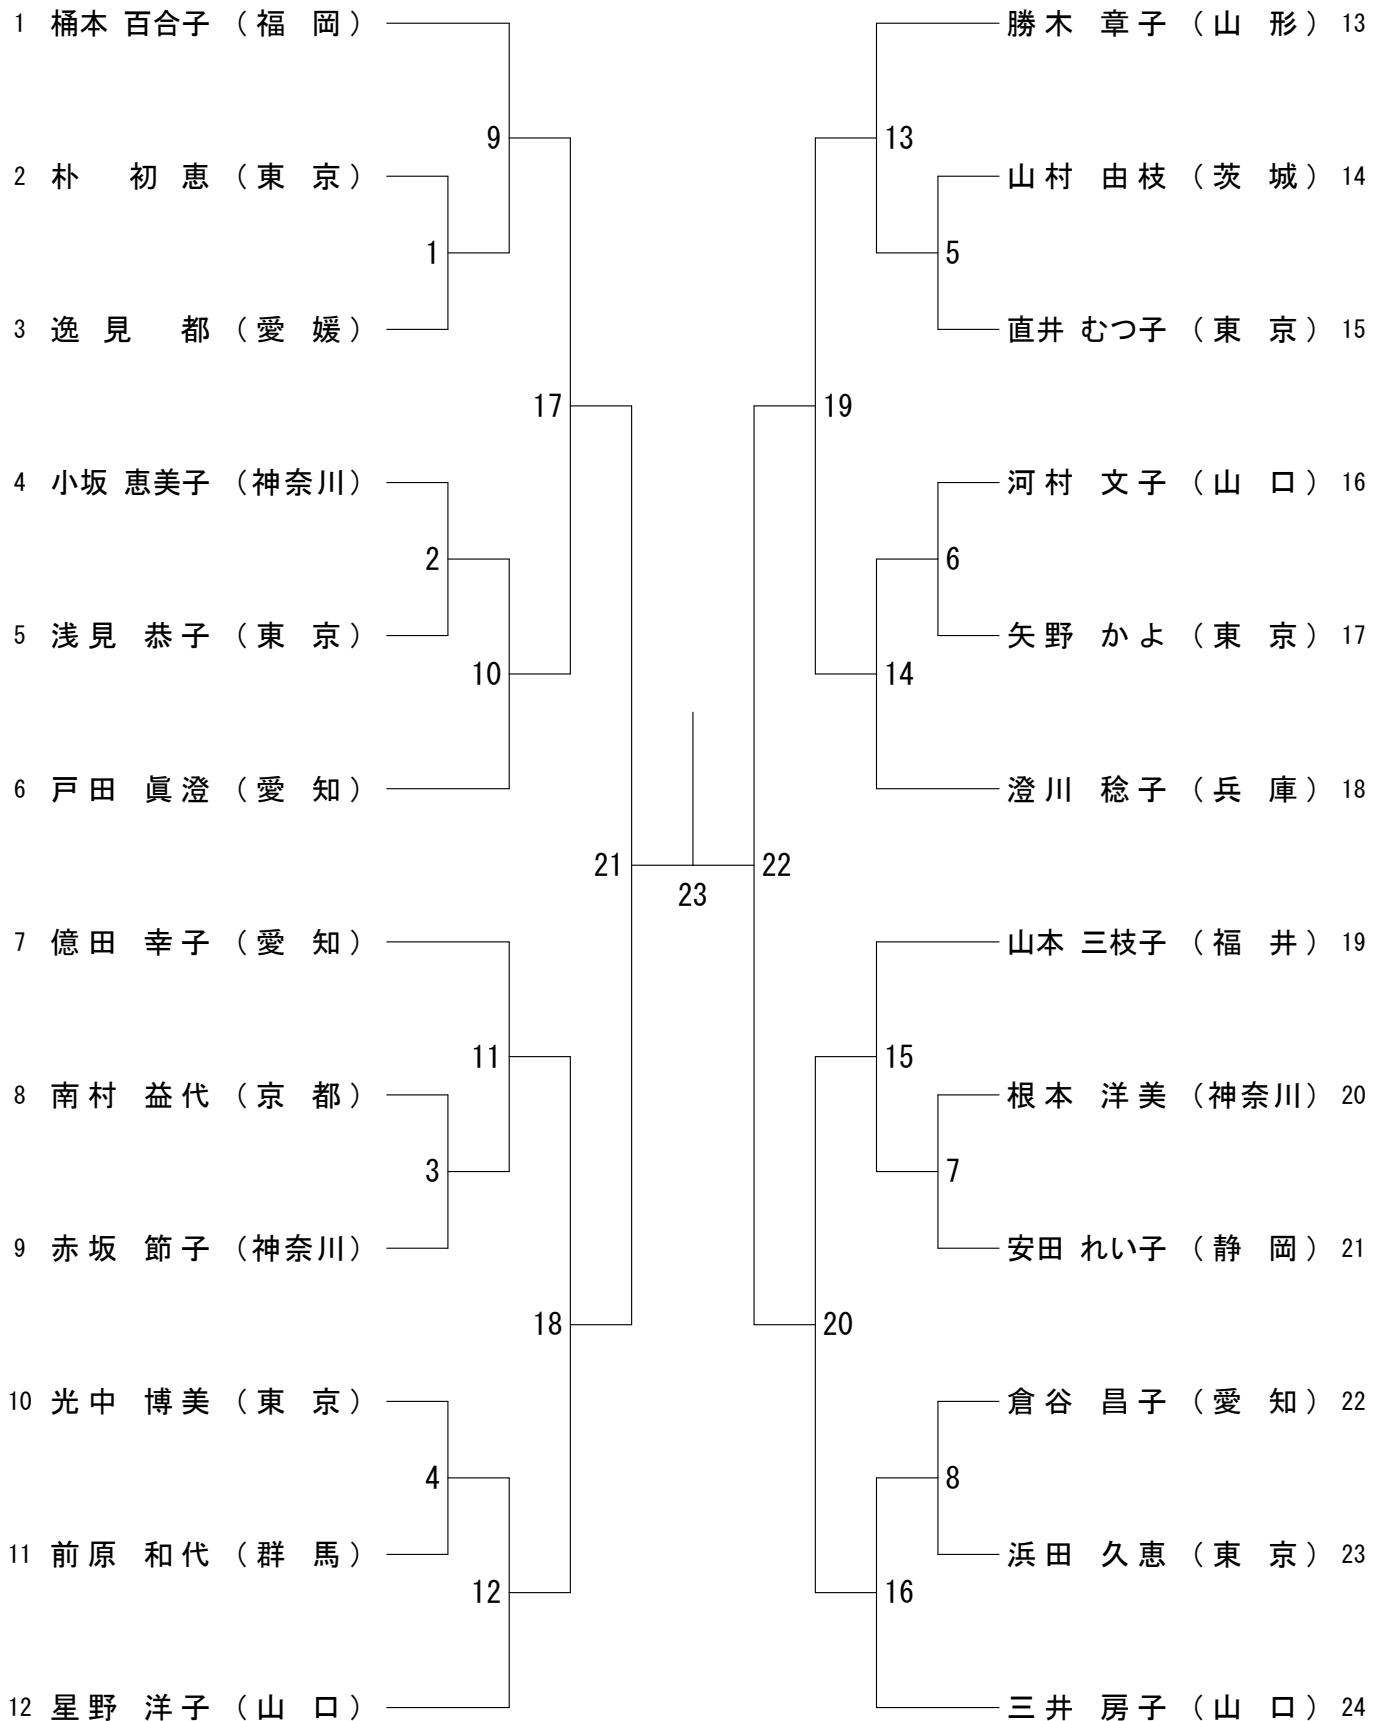 1 桶本 百合子 （福 岡）
9
2 朴 初恵 （東 京）
1
3 逸見 都 （愛 媛）
17
4 小坂 恵美子 （神奈川）
2
5 浅見 恭子 （東 京）
10
6 戸田 眞澄 （愛 知）
21
7 億田 幸子 （愛 知）
11
8 南村 益代 （京 都）
3
9 赤坂 節子 （神奈川）
18
10 光中 博美 （東 京）
4
11 前原 和代 （群 馬）
12
12 星野 洋子 （山 口）
23
勝木 章子 （山 形） 13
13
山村 由枝 （茨 城） 14
5
直井 むつ子 （東 京） 15
19
河村 文子 （山 口） 16
6
矢野 かよ （東 京） 17
14
澄川 稔子 （兵 庫） 18
22
山本 三枝子 （福 井） 19
15
根本 洋美 （神奈川） 20
7
安田 れい子 （静 岡） 21
20
倉谷 昌子 （愛 知） 22
8
浜田 久恵 （東 京） 23
16
三井 房子 （山 口） 24